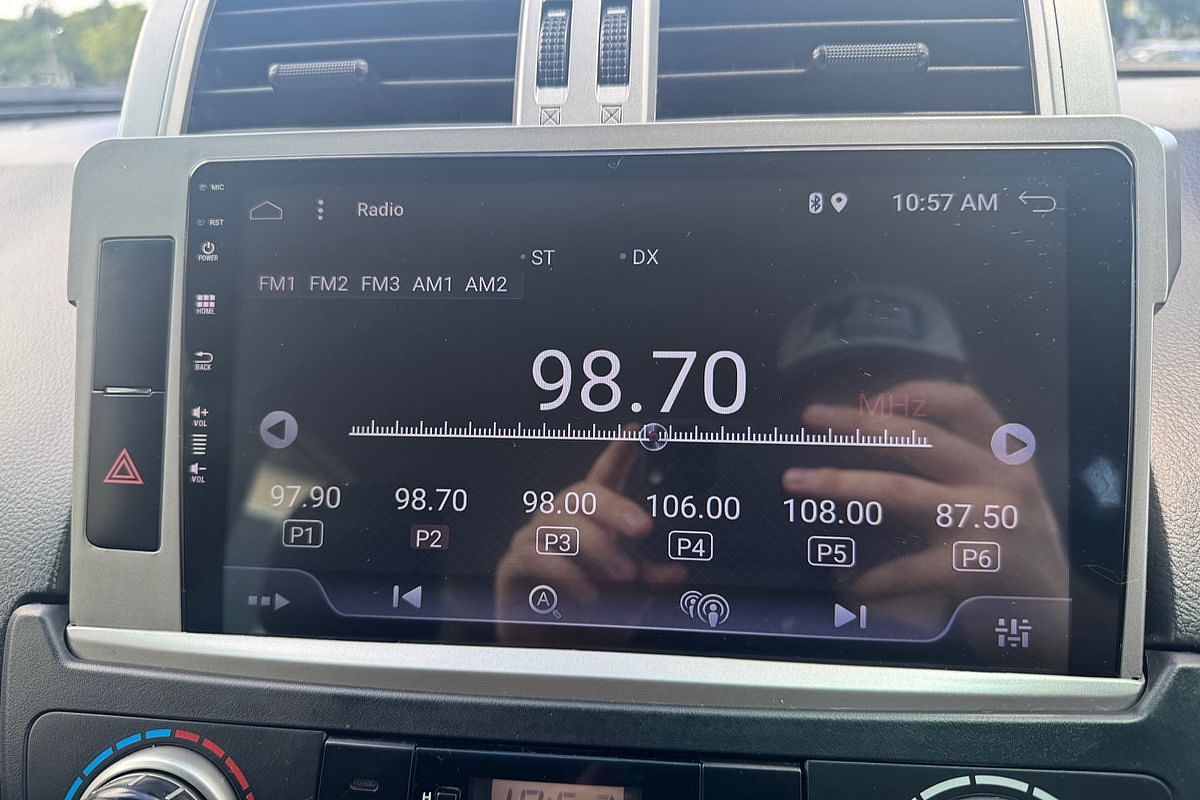 MIC
RST
POWER
HOME
BACK
VOL
VOL
Radio
10:57 AM
ST DX
FM1 FM2 FM3 AM1 AM2
98.70
MHz
97.90 98.70 98.00 106.00 108.00 87.50
P1 P2 P3 P4 P5 P6
A
H